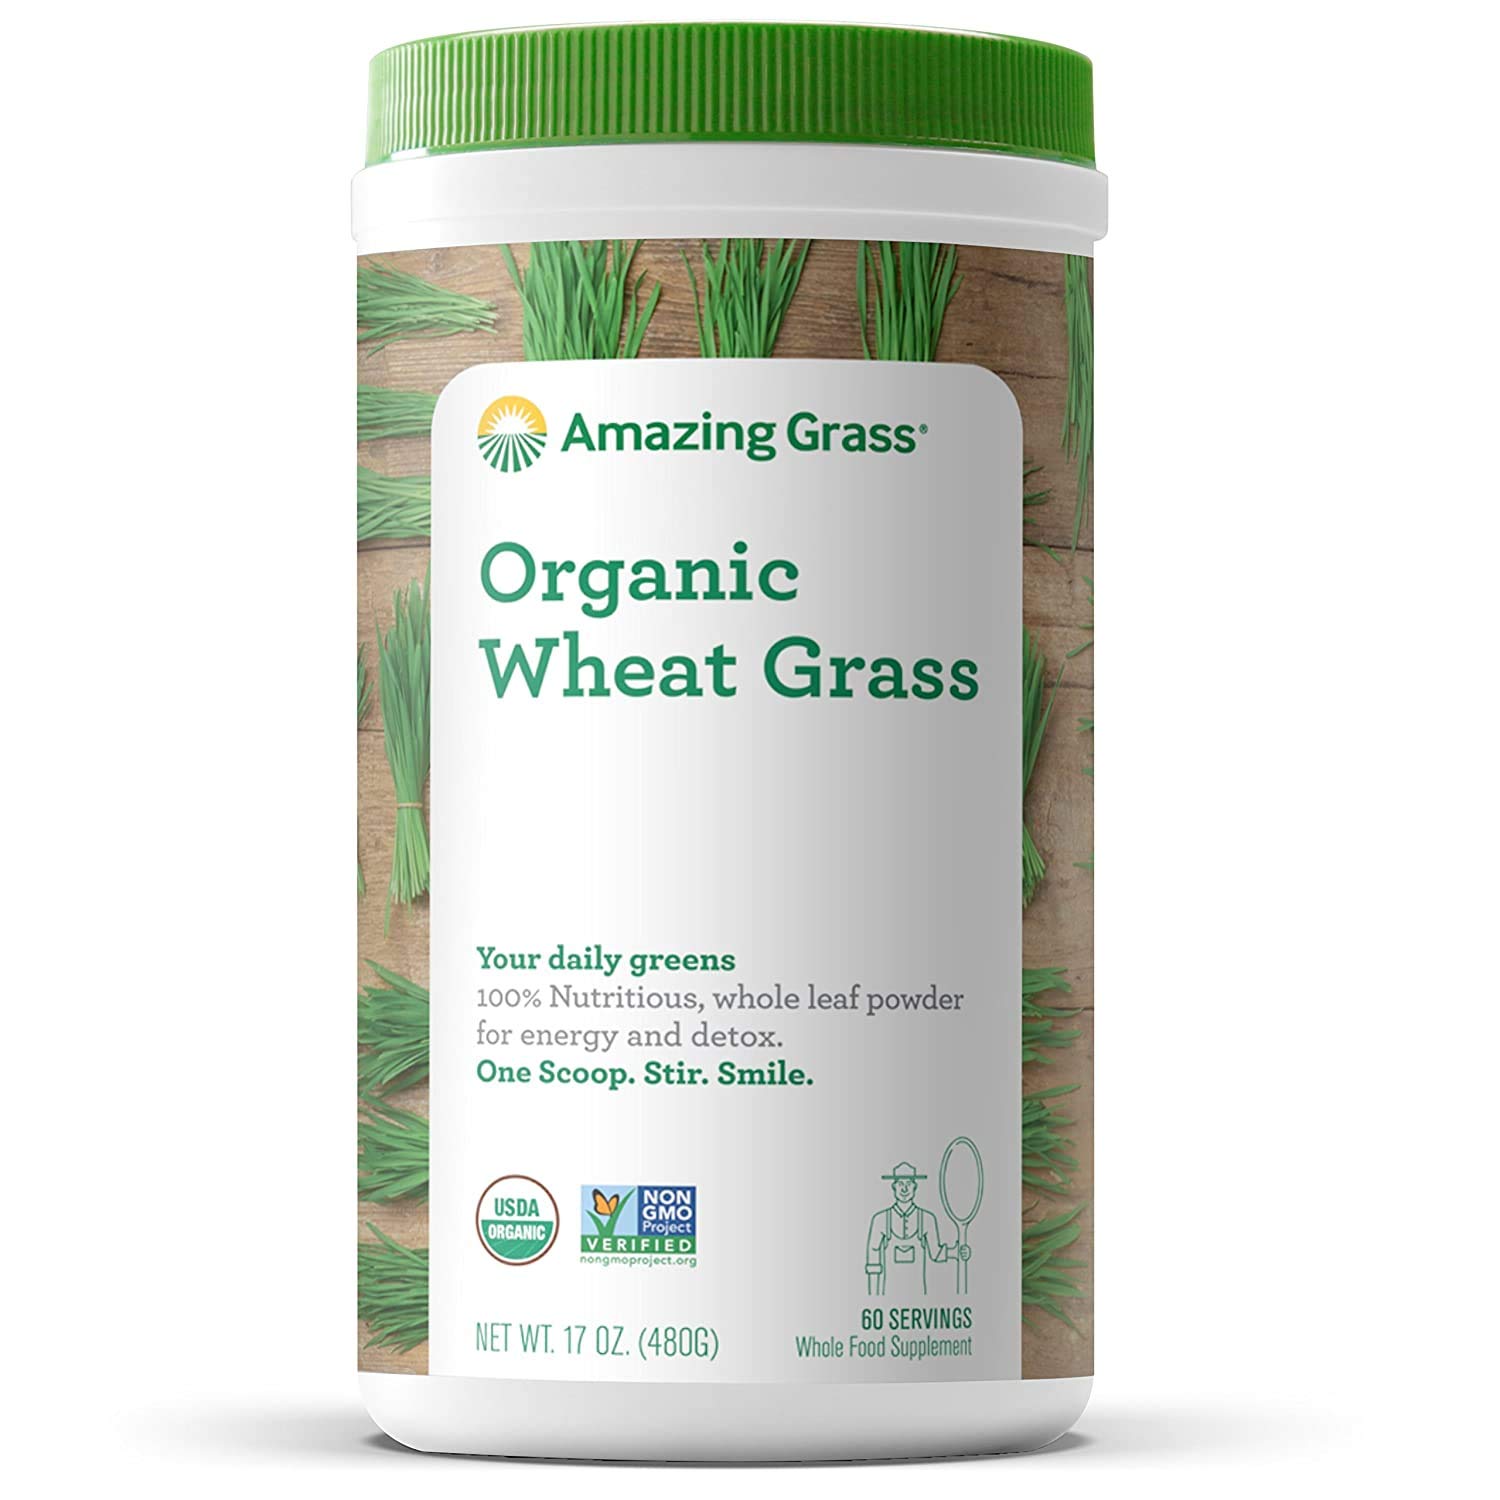 Amazing Grass®
Organic
Wheat Grass
Your daily greens
100% Nutritious, whole leaf powder
for energy and detox.
One Scoop. Stir. Smile.
USDA
ORGANIC
NON
GMO
Project
VERIFIED
nongmoproject.org
60 SERVINGS
NET WT. 17 OZ. (480G)
Whole Food Supplement